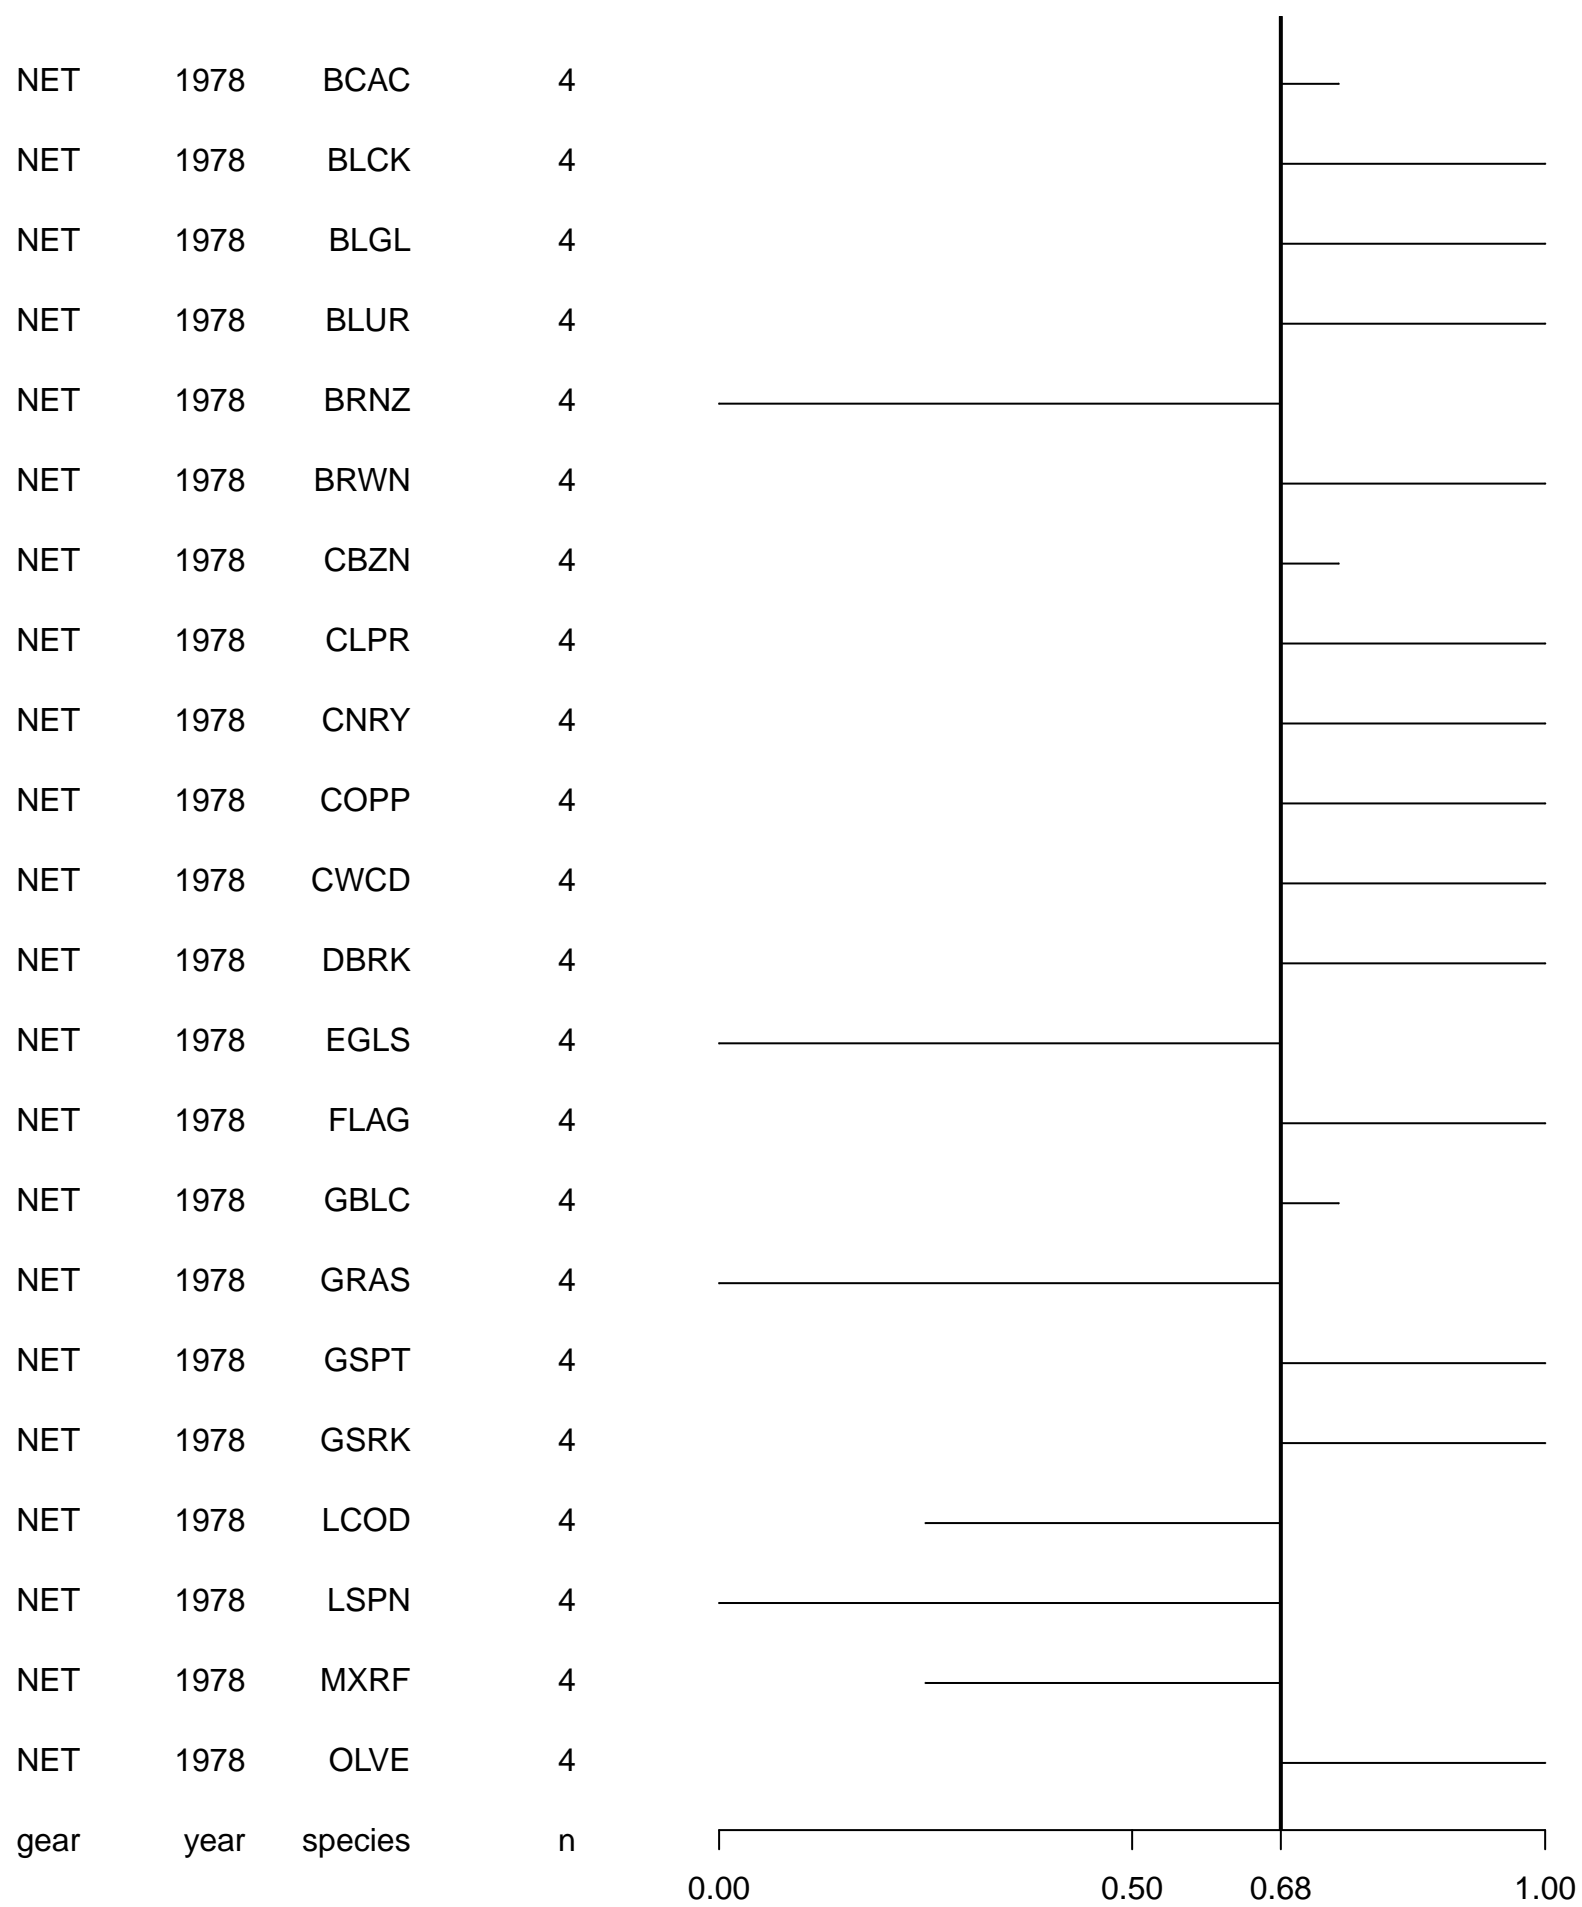 NET 1978 BCAC 4
NET 1978 BLCK 4
NET 1978 BLGL 4
NET 1978 BLUR 4
NET 1978 BRNZ 4
NET 1978 BRWN 4
NET 1978 CBZN 4
NET 1978 CLPR 4
NET 1978 CNRY 4
NET 1978 COPP 4
NET 1978 CWCD 4
NET 1978 DBRK 4
NET 1978 EGLS 4
NET 1978 FLAG 4
NET 1978 GBLC 4
NET 1978 GRAS 4
NET 1978 GSPT 4
NET 1978 GSRK 4
NET 1978 LCOD 4
NET 1978 LSPN 4
NET 1978 MXRF 4
NET 1978 OLVE 4
gear year species n
0.00 0.50 0.68 1.00